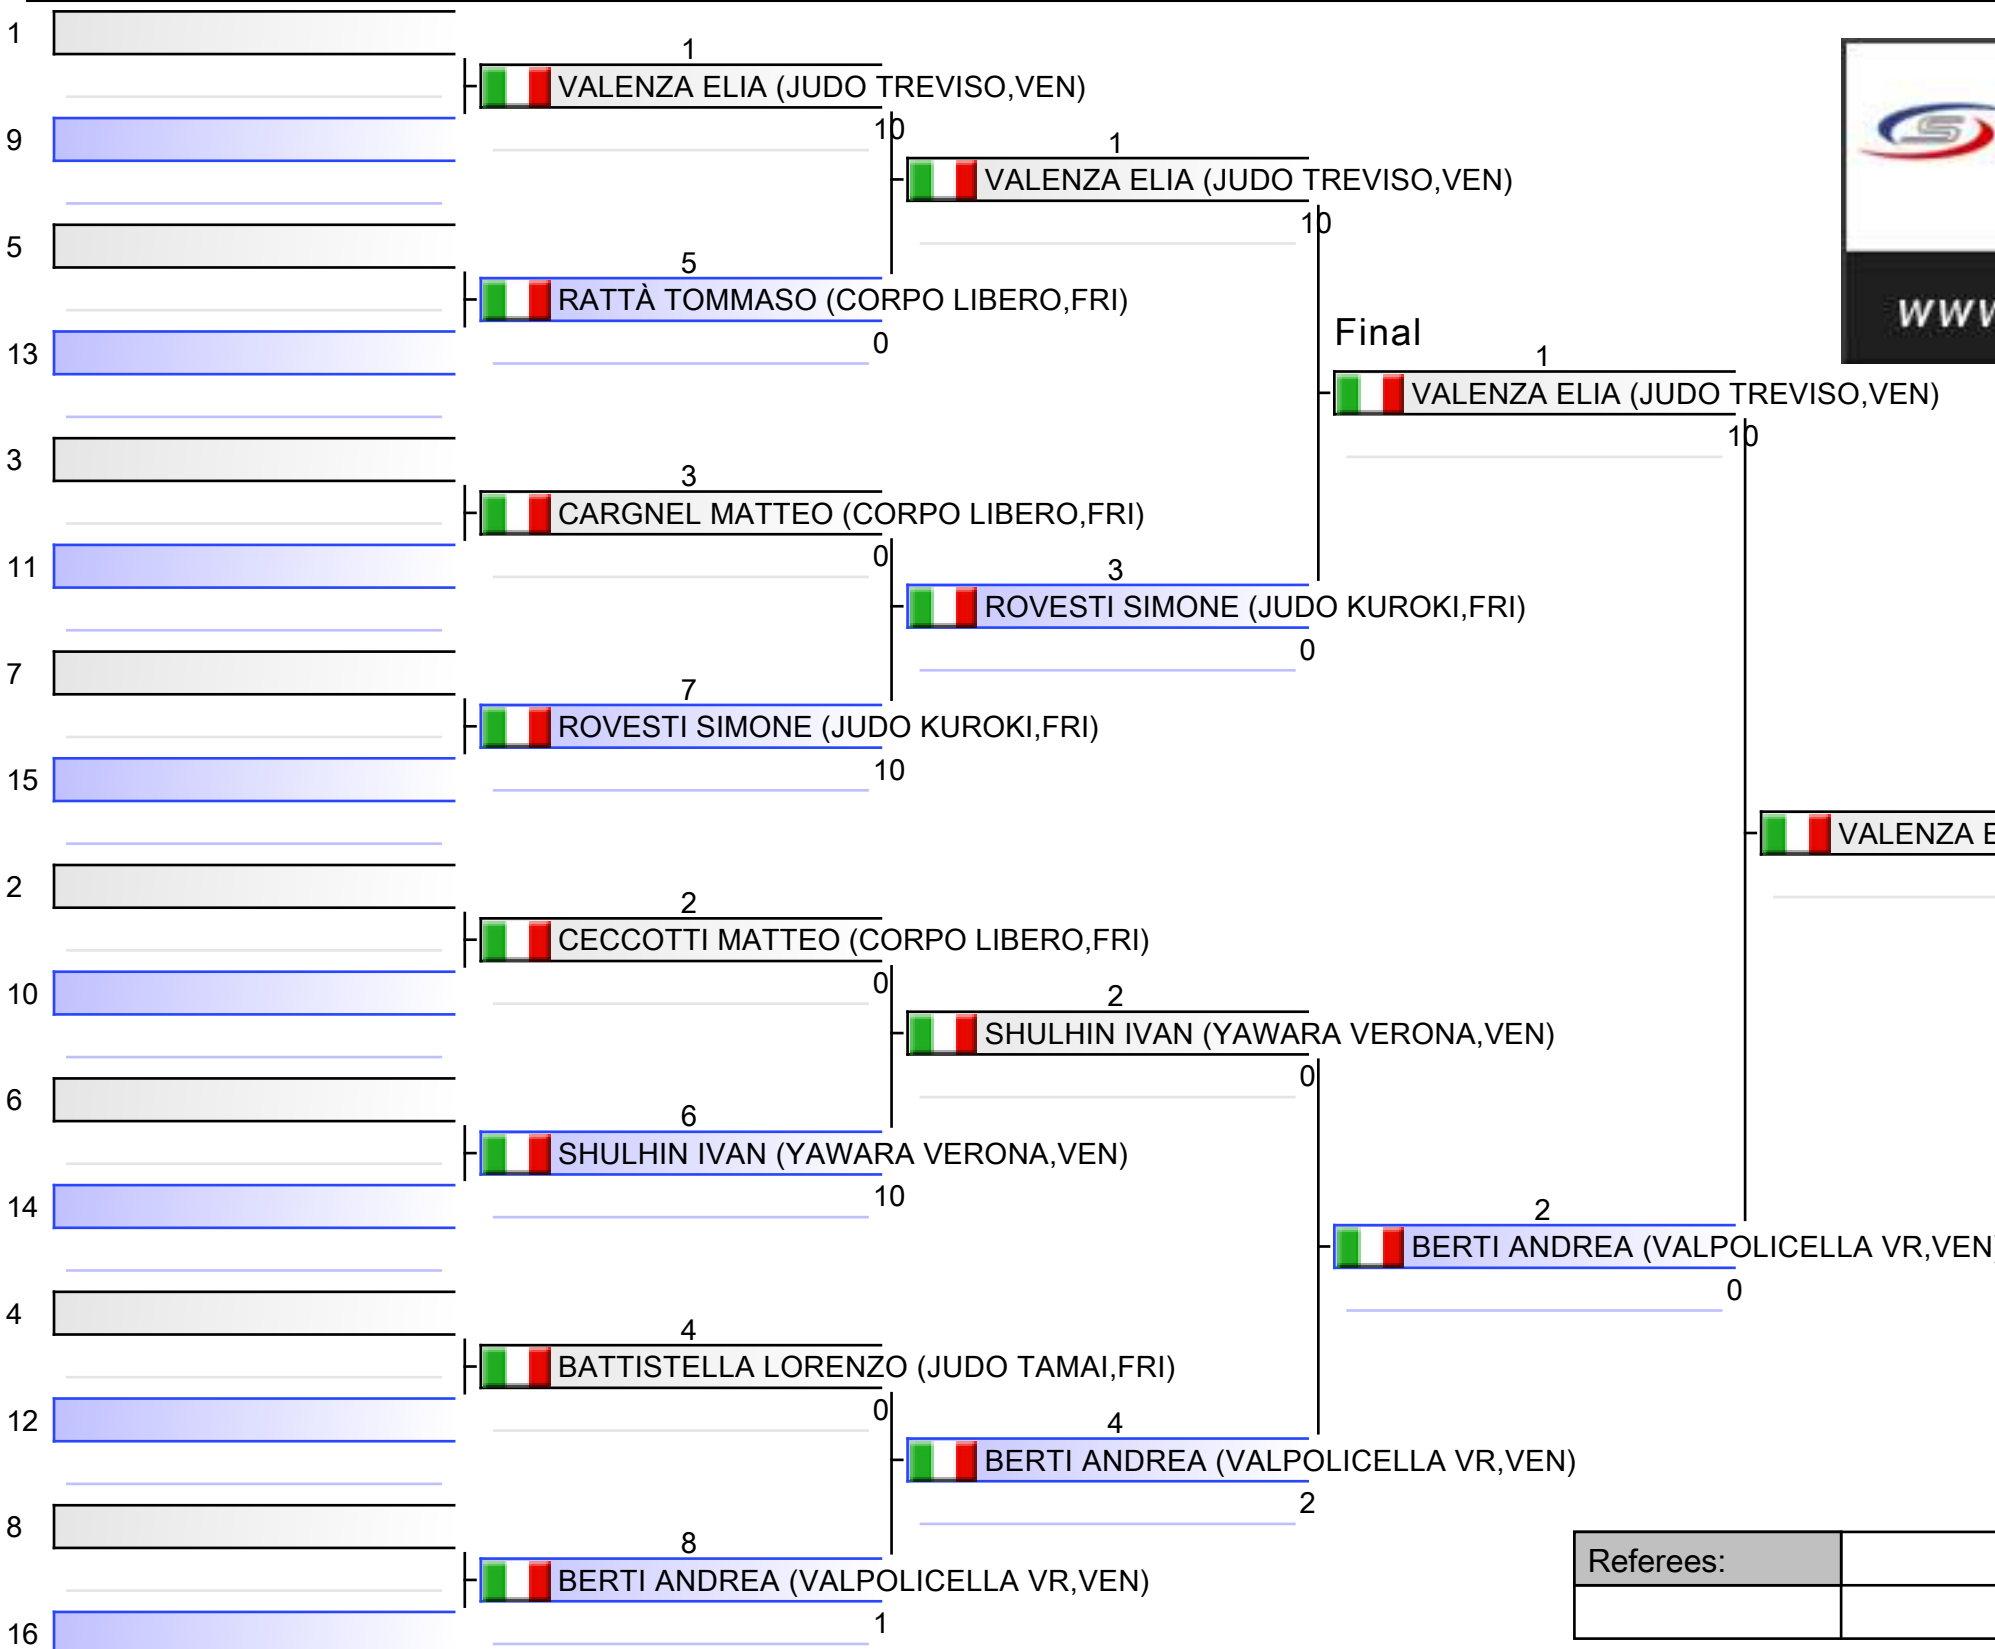 1
9
5
13
3
11
7
15
2
10
6
14
4
12
8
16
1
VALENZA ELIA (JUDO TREVISO,VEN)
10
5
RATTÀ TOMMASO (CORPO LIBERO,FRI)
0
3
CARGNEL MATTEO (CORPO LIBERO,FRI)
0
7
ROVESTI SIMONE (JUDO KUROKI,FRI)
10
2
CECCOTTI MATTEO (CORPO LIBERO,FRI)
0
6
SHULHIN IVAN (YAWARA VERONA,VEN)
10
4
BATTISTELLA LORENZO (JUDO TAMAI,FRI)
0
8
BERTI ANDREA (VALPOLICELLA VR,VEN)
1
1
VALENZA ELIA (JUDO TREVISO,VEN)
10
3
ROVESTI SIMONE (JUDO KUROKI,FRI)
0
2
SHULHIN IVAN (YAWARA VERONA,VEN)
0
4
BERTI ANDREA (VALPOLICELLA VR,VEN)
2
Final
1
VALENZA ELIA (JUDO TREVISO,VEN)
10
2
BERTI ANDREA (VALPOLICELLA VR,VEN)
0
VALENZA E
S
www
Referees: